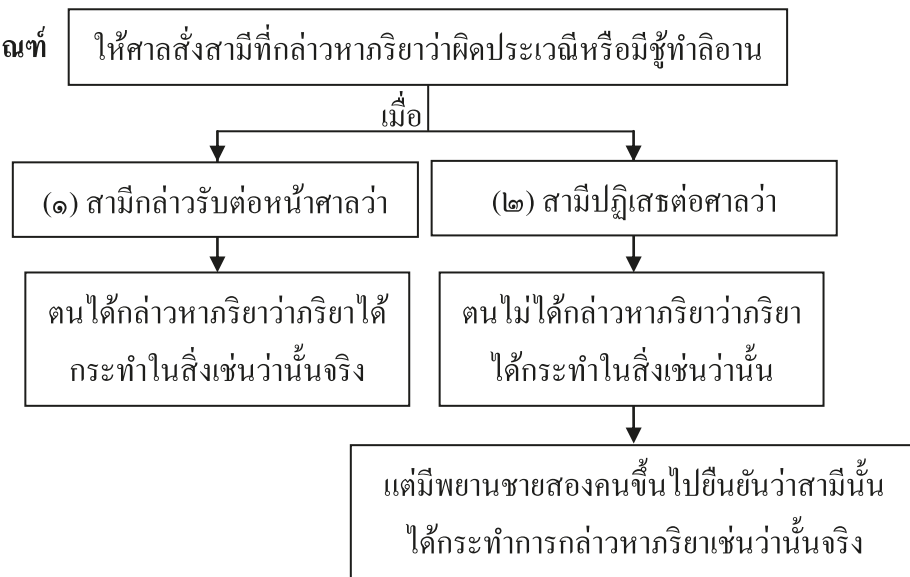 ณฑ์ ให้ศาลสั่งสามีที่กล่าวหาภริยาว่าผิดประเวณีหรือมีชู้ทำลิอาน
เมื่อ
(๑) สามีกล่าวรับต่อหน้าศาลว่า
(๒) สามีปฏิเสธต่อศาลว่า
ตนได้กล่าวหาภริยาว่าภริยาได้
กระทำในสิ่งเช่นว่านั้นจริง
ตนไม่ได้กล่าวหาภริยาว่าภริยา
ได้กระทำในสิ่งเช่นว่านั้น
แต่มีพยานชายสองคนขึ้นไปยืนยันว่าสามีนั้น
ได้กระทำการกล่าวหาภริยาเช่นว่านั้นจริง